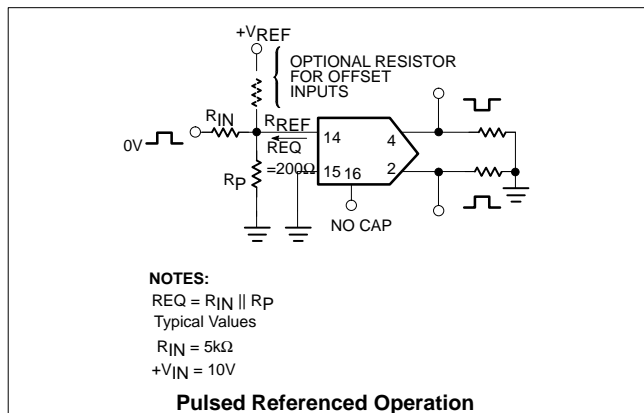 +VREF
OPTIONAL RESISTOR
FOR OFFSET
INPUTS
RIN
RREF
0V
14
4
REQ
=200Ω
RP
15
16
2
NO CAP
NOTES:
REQ = RIN || RP
Typical Values
RIN = 5kΩ
+VIN = 10V
Pulsed Referenced Operation